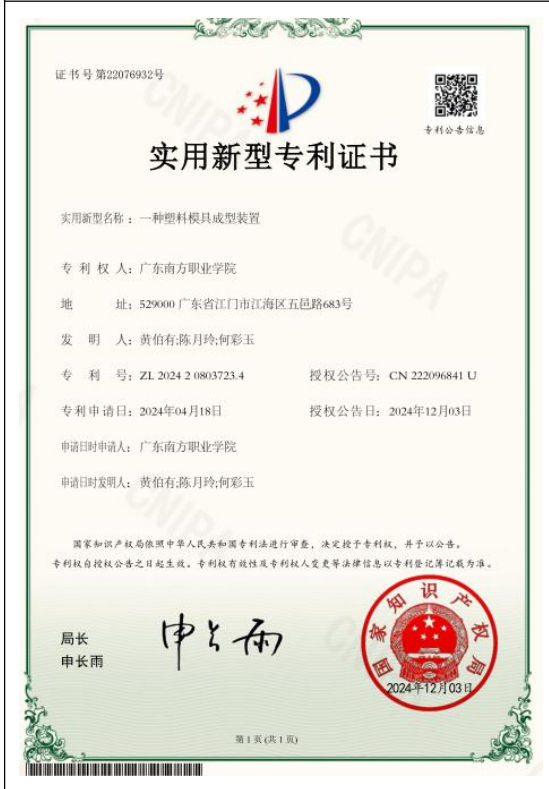 证书号第22076932号
专利公告信息
实用新型专利证书
实用新型名称：一种塑料模具成型装置
专利权人：广东南方职业学院
地址：529000 广东省江门市江海区五邑路683号
发明人：黄伯有;陈月玲;何彩玉
专利号：ZL 2024 2 0803723.4 授权公告号：CN 222096841 U
专利申请日：2024年04月18日 授权公告日：2024年12月03日
申请日时申请人：广东南方职业学院
申请日时发明人：黄伯有;陈月玲;何彩玉
国家知识产权局依照中华人民共和国专利法进行审查，决定授予专利权，并予以公告。
专利权自授权公告之日起生效。专利权有效性及专利权人变更等法律信息以专利登记簿记载为准。
局长
申长雨
申长雨
国家知识产权局
2024年12月03日
第1页(共1页)
CNIPA
CNIPA
CNIPA